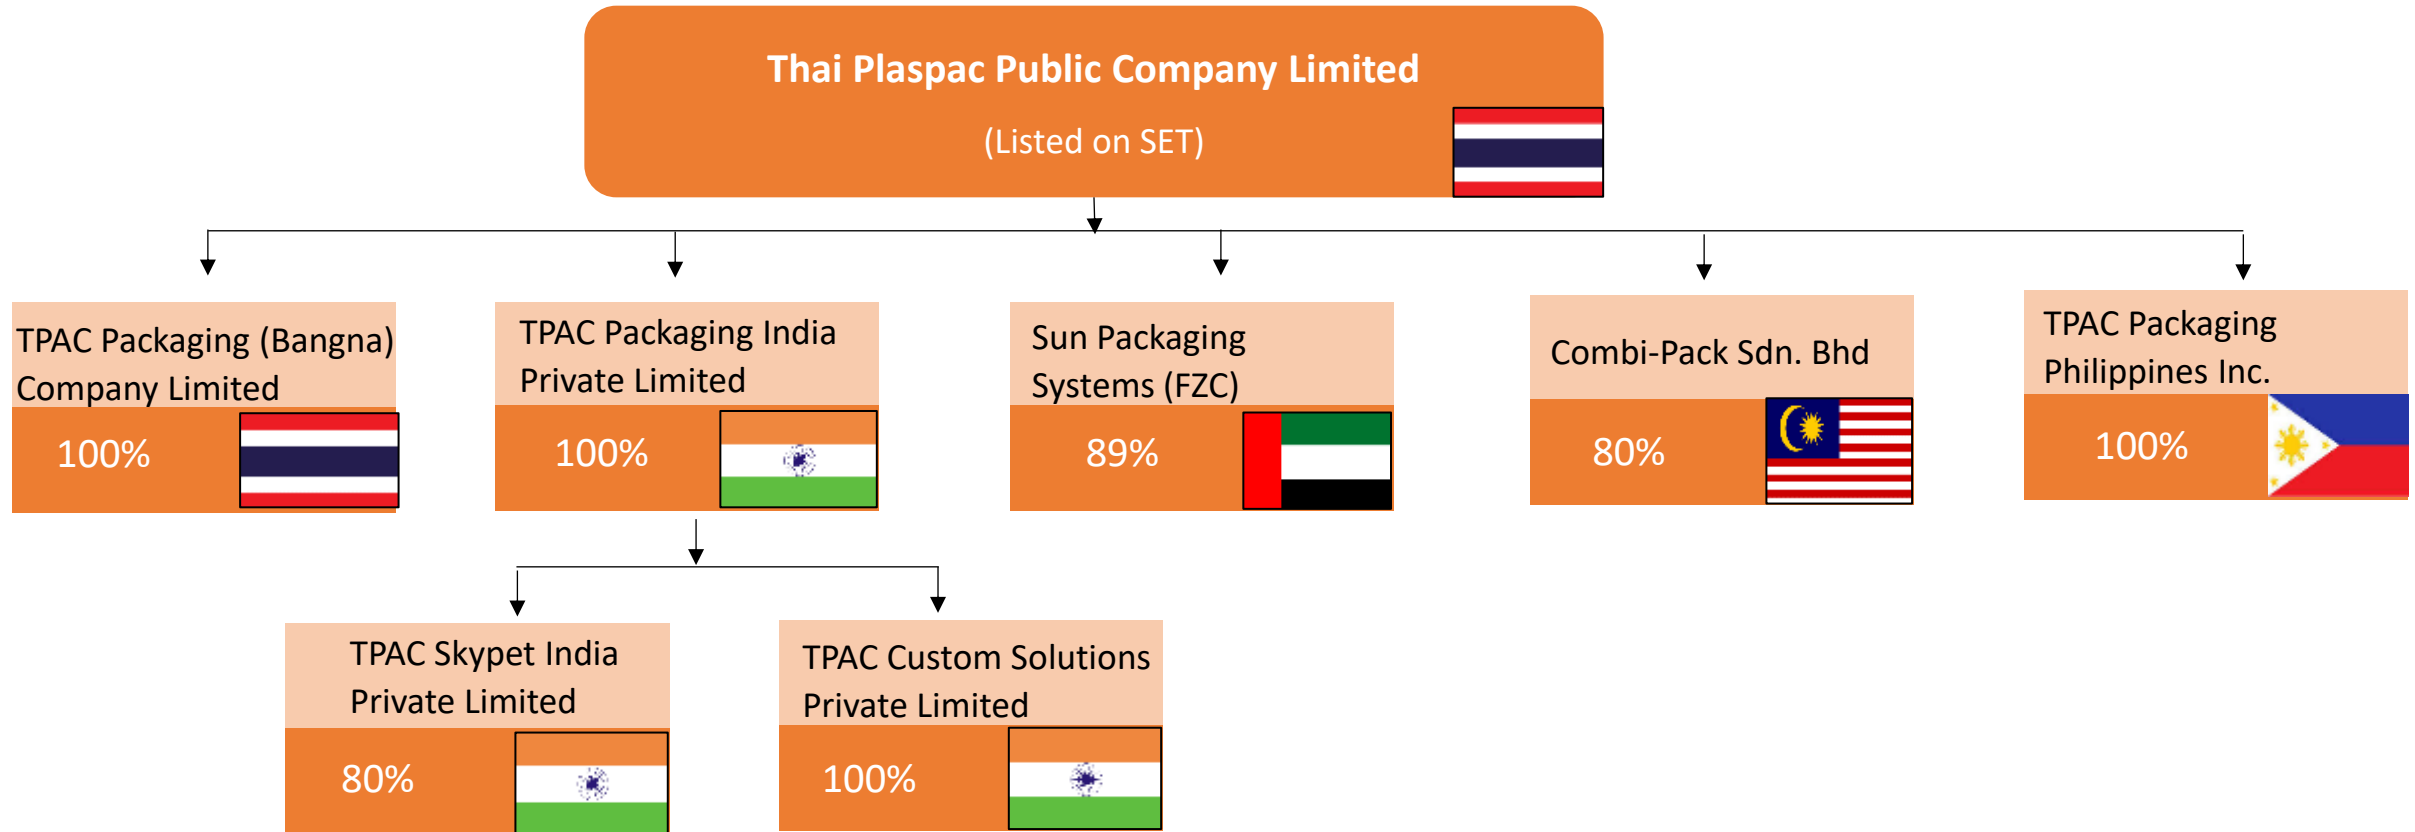 Thai Plaspac Public Company Limited
(Listed on SET)
TPAC Packaging (Bangna)
Company Limited
100%
TPAC Packaging India
Private Limited
100%
Sun Packaging
Systems (FZC)
89%
Combi-Pack Sdn. Bhd
80%
TPAC Packaging
Philippines Inc.
100%
TPAC Skypet India
Private Limited
80%
TPAC Custom Solutions
Private Limited
100%